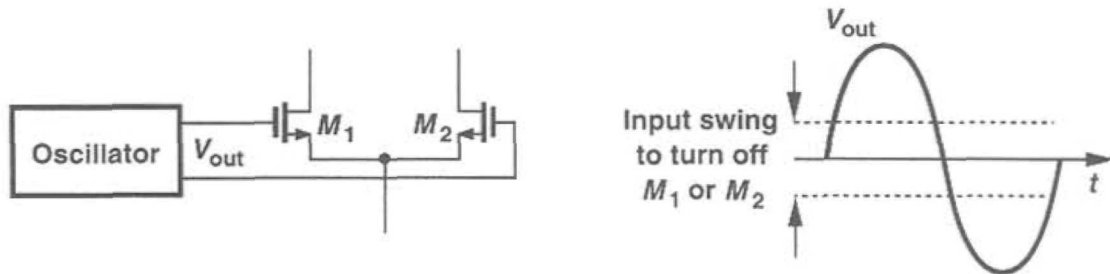 Oscillator
V_out
M_1
M_2
V_out
Input swing
to turn off
M_1 or M_2
t